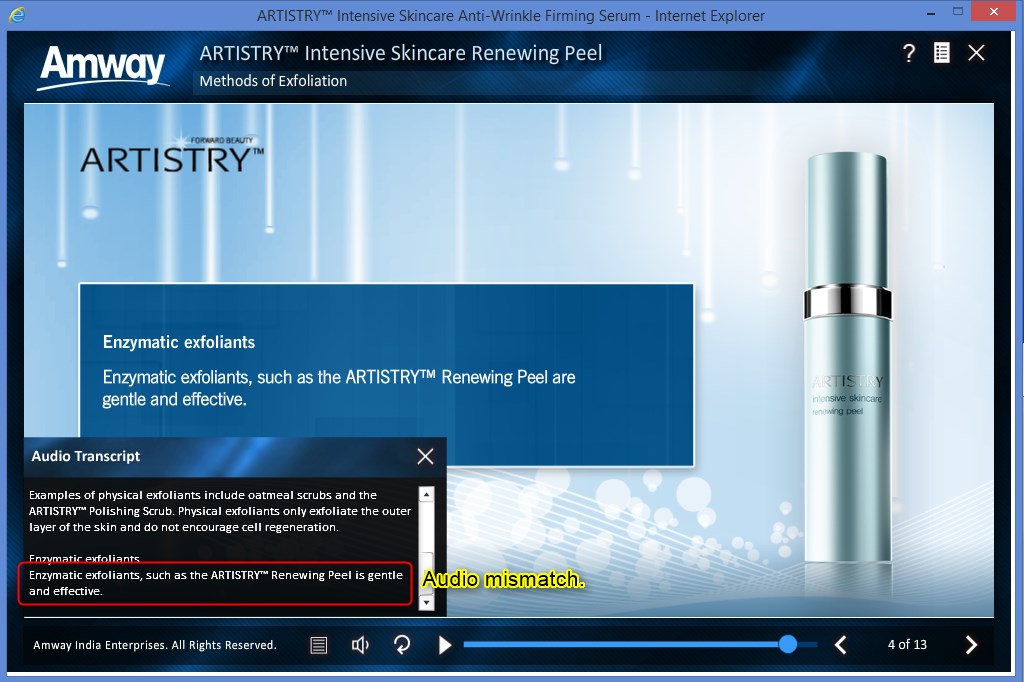 ARTISTRY™ Intensive Skincare Anti-Wrinkle Firming Serum - Internet Explorer
Amway
ARTISTRY™ Intensive Skincare Renewing Peel
Methods of Exfoliation
?
FORWARD BEAUTY
ARTISTRY™
Enzymatic exfoliants
Enzymatic exfoliants, such as the ARTISTRY™ Renewing Peel are
gentle and effective.
ARTISTRY
intensive skincare
renewing peel
Audio Transcript
Examples of physical exfoliants include oatmeal scrubs and the
ARTISTRY™ Polishing Scrub. Physical exfoliants only exfoliate the outer
layer of the skin and do not encourage cell regeneration.
Enzymatic exfoliants
Enzymatic exfoliants, such as the ARTISTRY™ Renewing Peel is gentle
and effective.
Audio mismatch.
Amway India Enterprises. All Rights Reserved.
4 of 13